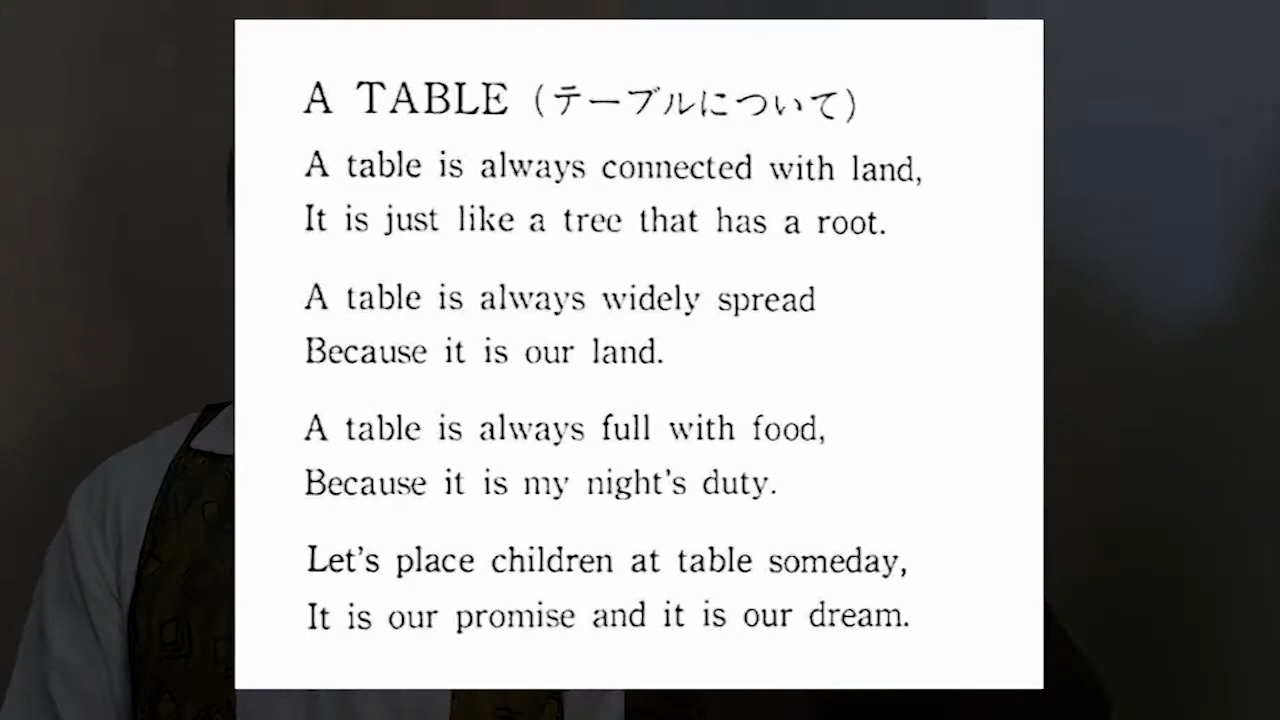 A TABLE (テーブルについて)
A table is always connected with land,
It is just like a tree that has a root.
A table is always widely spread
Because it is our land.
A table is always full with food,
Because it is my night's duty.
Let's place children at table someday,
It is our promise and it is our dream.